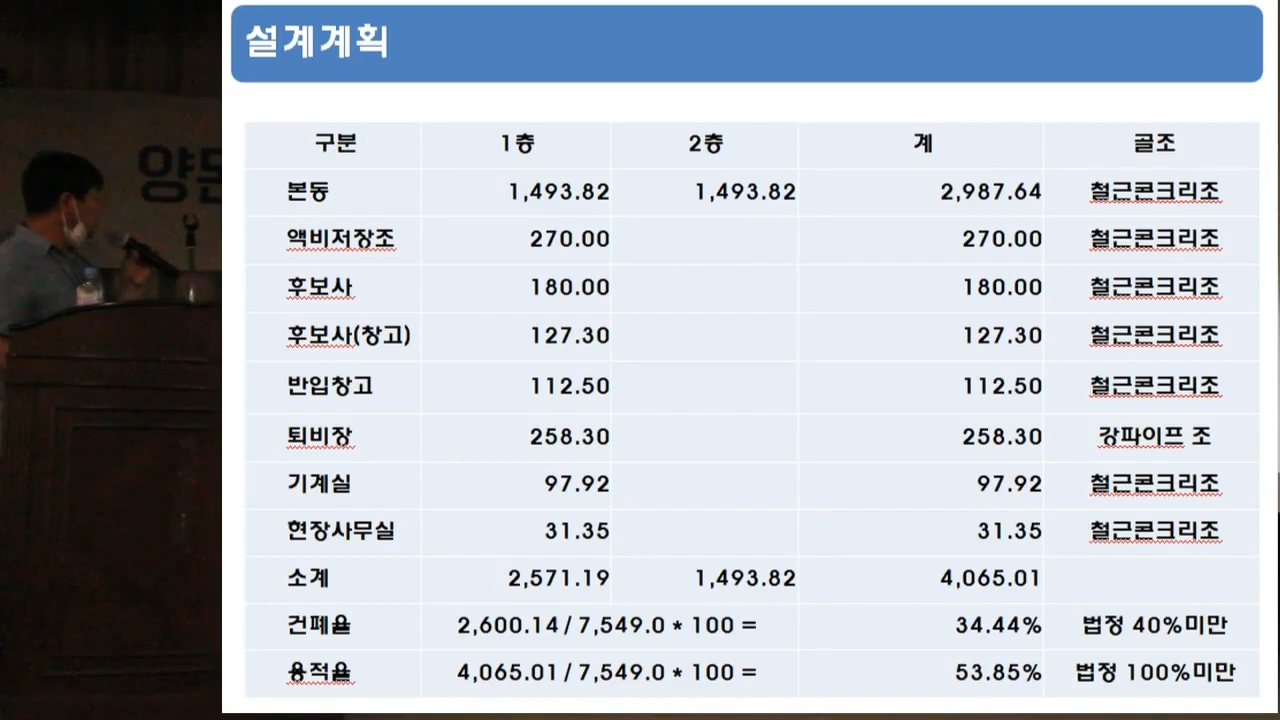 설계계획
구분 1층 2층 계 골조
본동 1,493.82 1,493.82 2,987.64 철근콘크리조
액비저장조 270.00 270.00 철근콘크리조
후보사 180.00 180.00 철근콘크리조
후보사(창고) 127.30 127.30 철근콘크리조
반입창고 112.50 112.50 철근콘크리조
퇴비장 258.30 258.30 강파이프 조
기계실 97.92 97.92 철근콘크리조
현장사무실 31.35 31.35 철근콘크리조
소계 2,571.19 1,493.82 4,065.01
건폐율 2,600.14 / 7,549.0 * 100 = 34.44% 법정 40%미만
용적율 4,065.01 / 7,549.0 * 100 = 53.85% 법정 100%미만
양돈